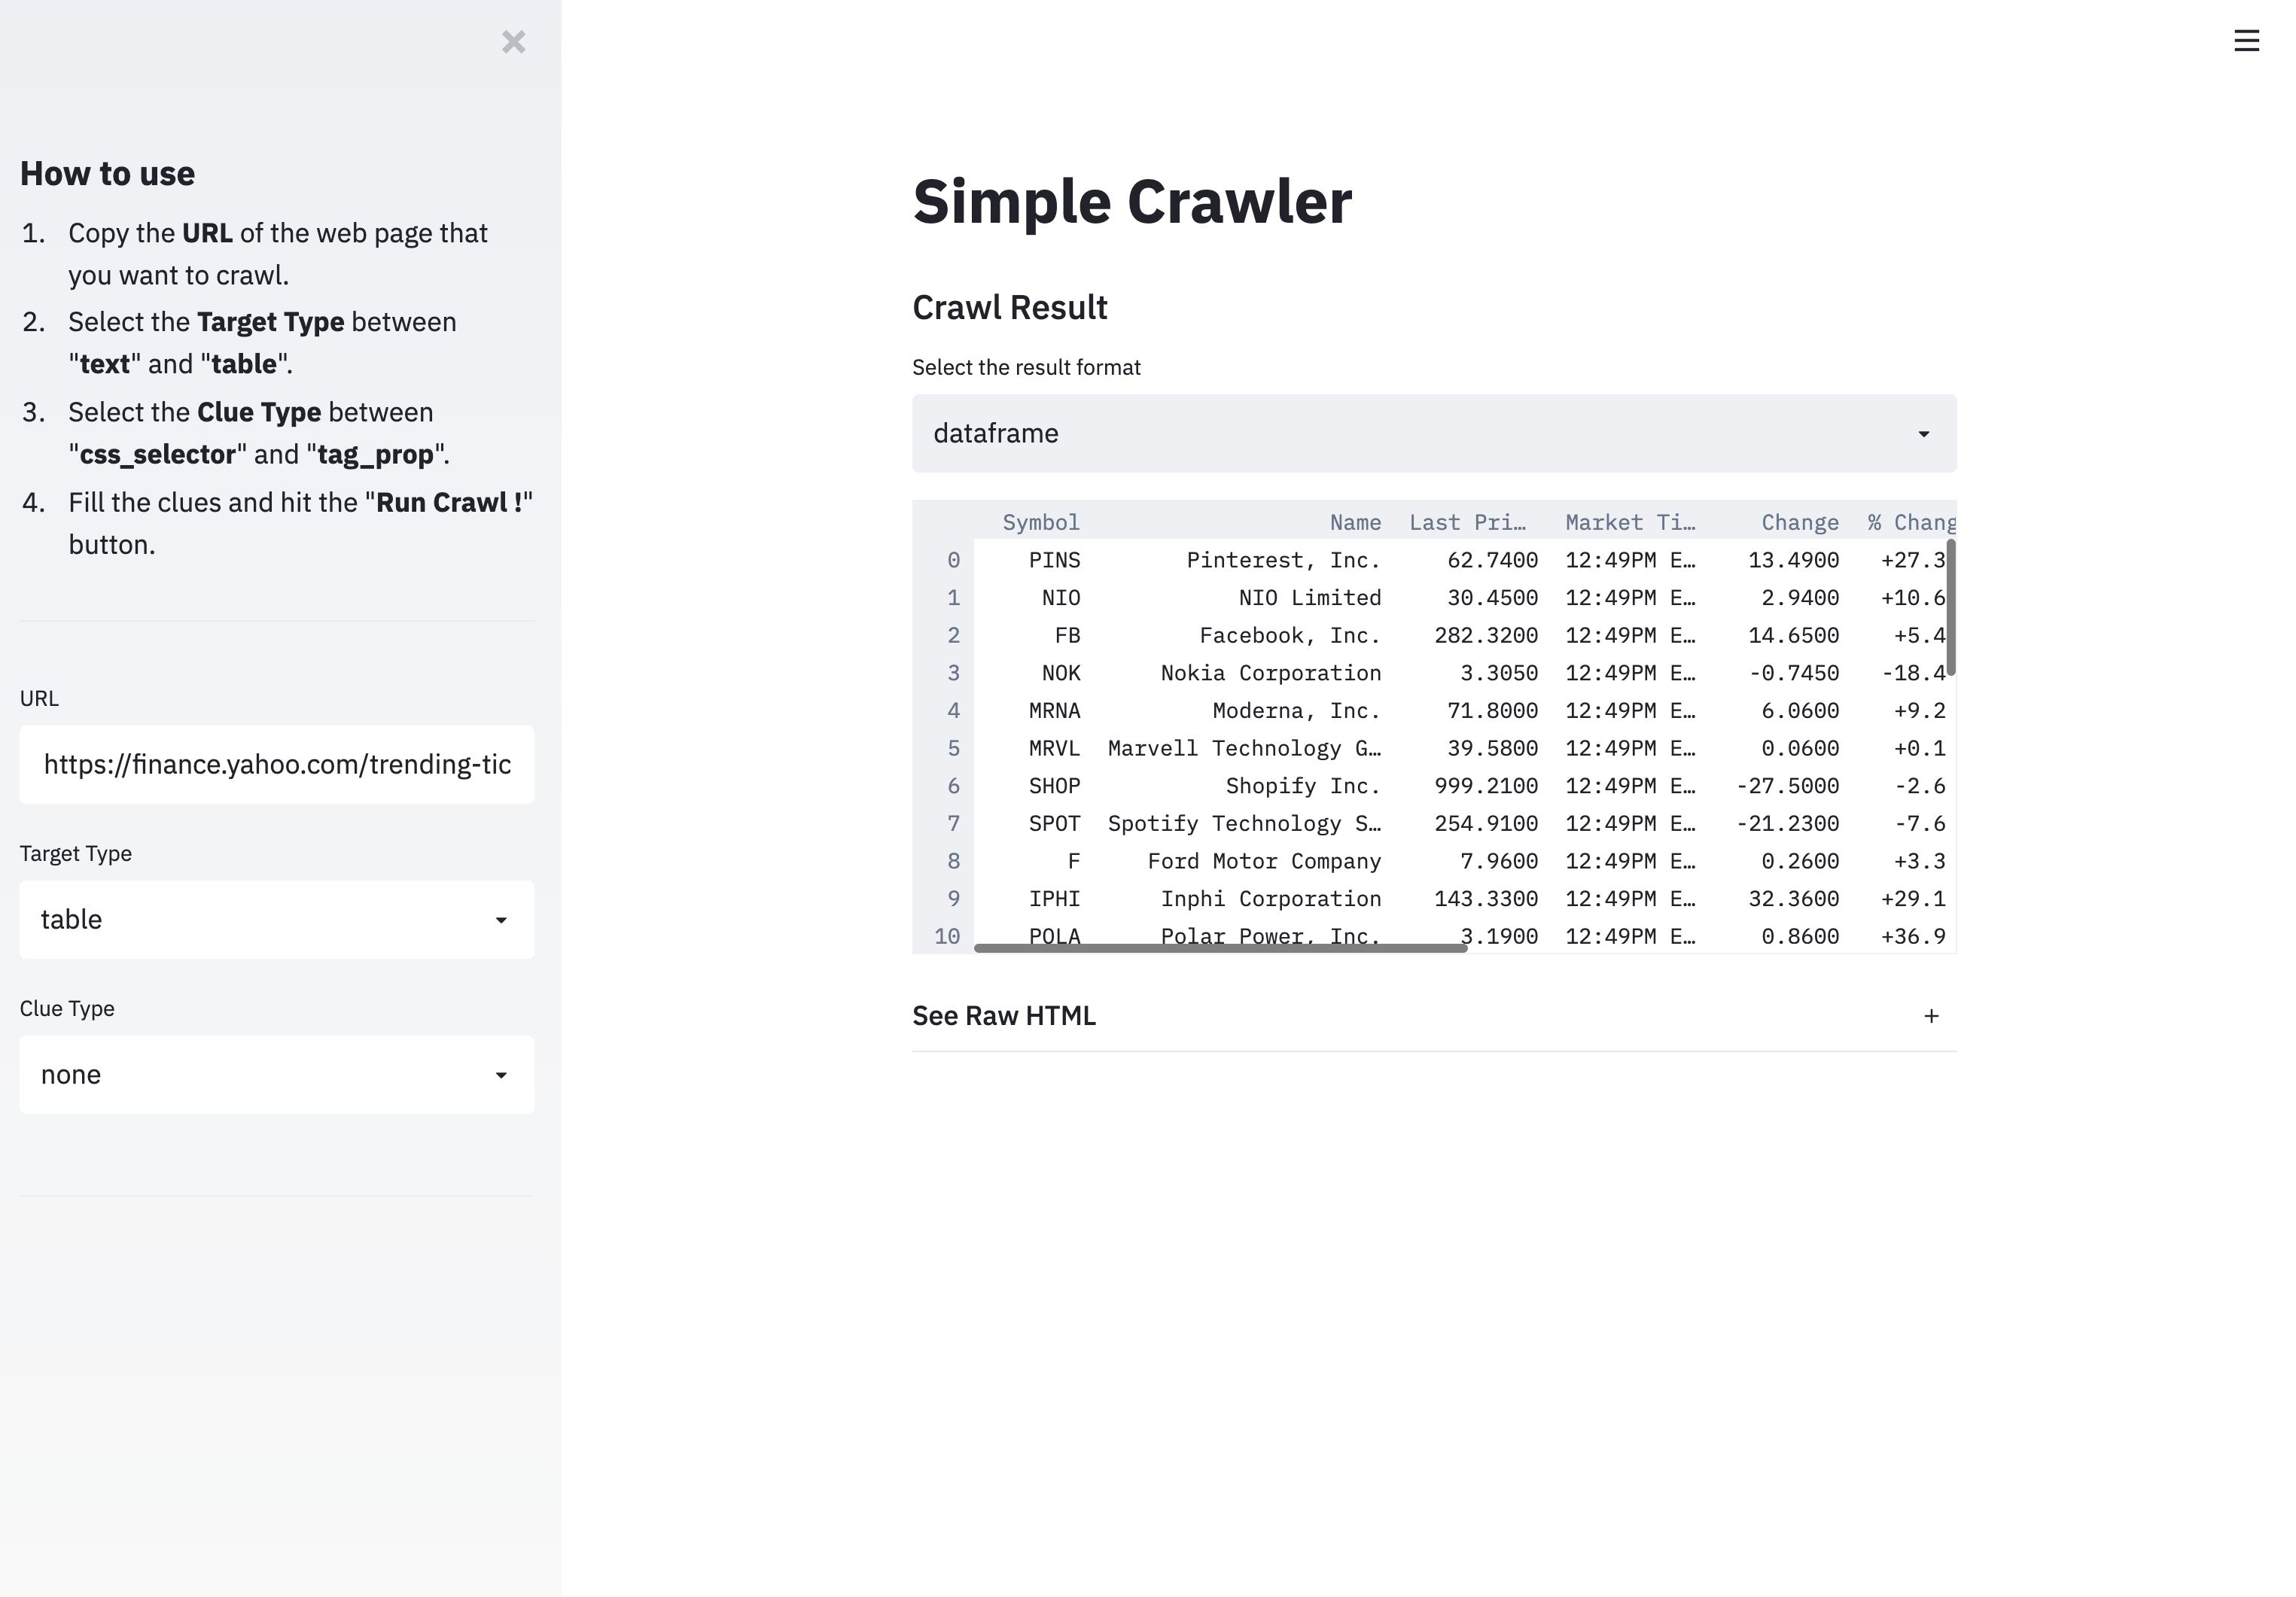 How to use
1. Copy the URL of the web page that
you want to crawl.
2. Select the Target Type between
"text" and "table".
3. Select the Clue Type between
"css_selector" and "tag_prop".
4. Fill the clues and hit the "Run Crawl !"
button.
URL
https://finance.yahoo.com/trending-tic
Target Type
table
Clue Type
none
Simple Crawler
Crawl Result
Select the result format
dataframe
Symbol Name Last Pri… Market Ti… Change % Chang
0 PINS Pinterest, Inc. 62.7400 12:49PM E… 13.4900 +27.3
1 NIO NIO Limited 30.4500 12:49PM E… 2.9400 +10.6
2 FB Facebook, Inc. 282.3200 12:49PM E… 14.6500 +5.4
3 NOK Nokia Corporation 3.3050 12:49PM E… -0.7450 -18.4
4 MRNA Moderna, Inc. 71.8000 12:49PM E… 6.0600 +9.2
5 MRVL Marvell Technology G… 39.5800 12:49PM E… 0.0600 +0.1
6 SHOP Shopify Inc. 999.2100 12:49PM E… -27.5000 -2.6
7 SPOT Spotify Technology S… 254.9100 12:49PM E… -21.2300 -7.6
8 F Ford Motor Company 7.9600 12:49PM E… 0.2600 +3.3
9 IPHI Inphi Corporation 143.3300 12:49PM E… 32.3600 +29.1
10 POLA Polar Power, Inc. 3.1900 12:49PM E… 0.8600 +36.9
See Raw HTML